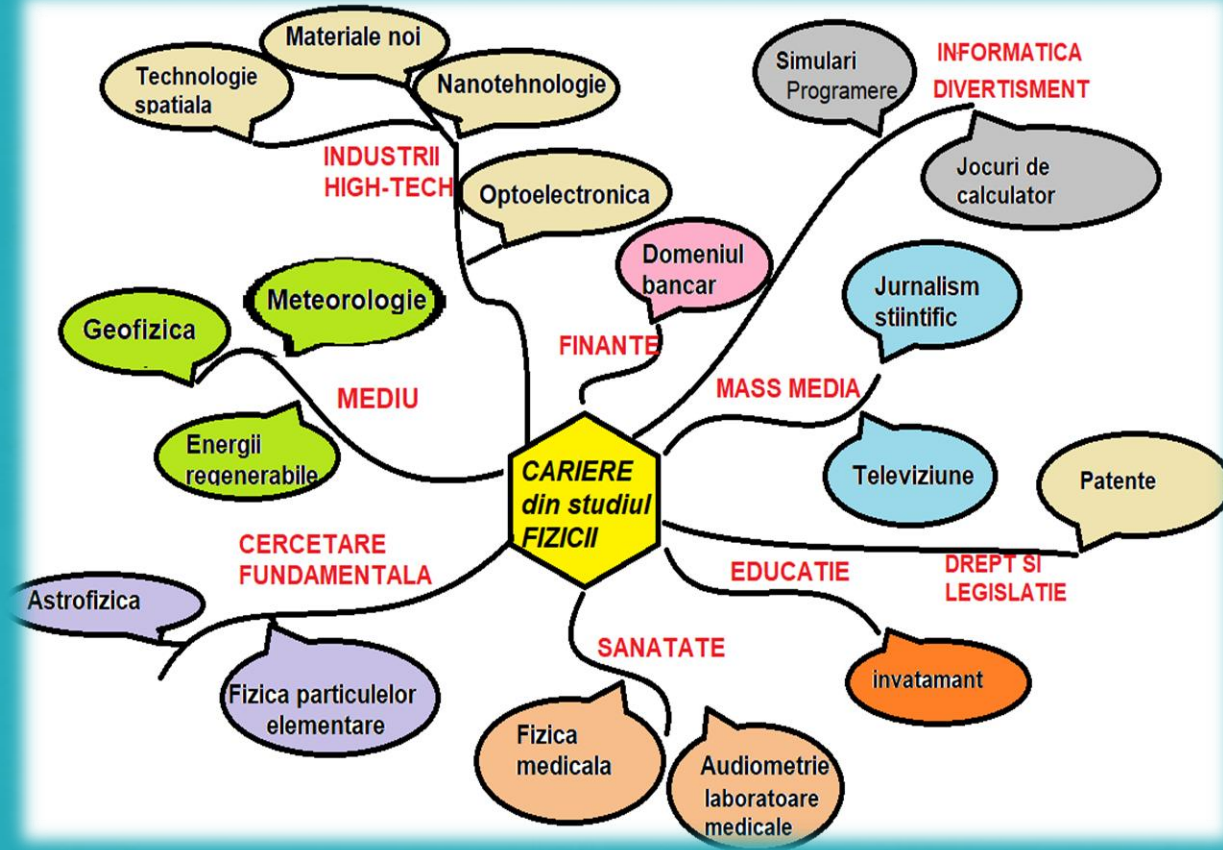 Materiale noi
Technologie
spatiala
Nanotehnologie
INDUSTRII
HIGH-TECH
Optoelectronica
Simulari
Programere
INFORMATICA
DIVERTISMENT
Jocuri de
calculator
Domeniul
bancar
FINANTE
Jurnalism
stiintific
MASS MEDIA
Televiziune
Meteorologie
Geofizica
MEDIU
Energii
regenerabile
CARIERE
din studiul
FIZICII
Patente
DREPT SI
LEGISLATIE
EDUCATIE
invatamant
CERCETARE
FUNDAMENTALA
Astrofizica
Fizica particulelor
elementare
SANATATE
Fizica
medicala
Audiometrie
laboratoare
medicale